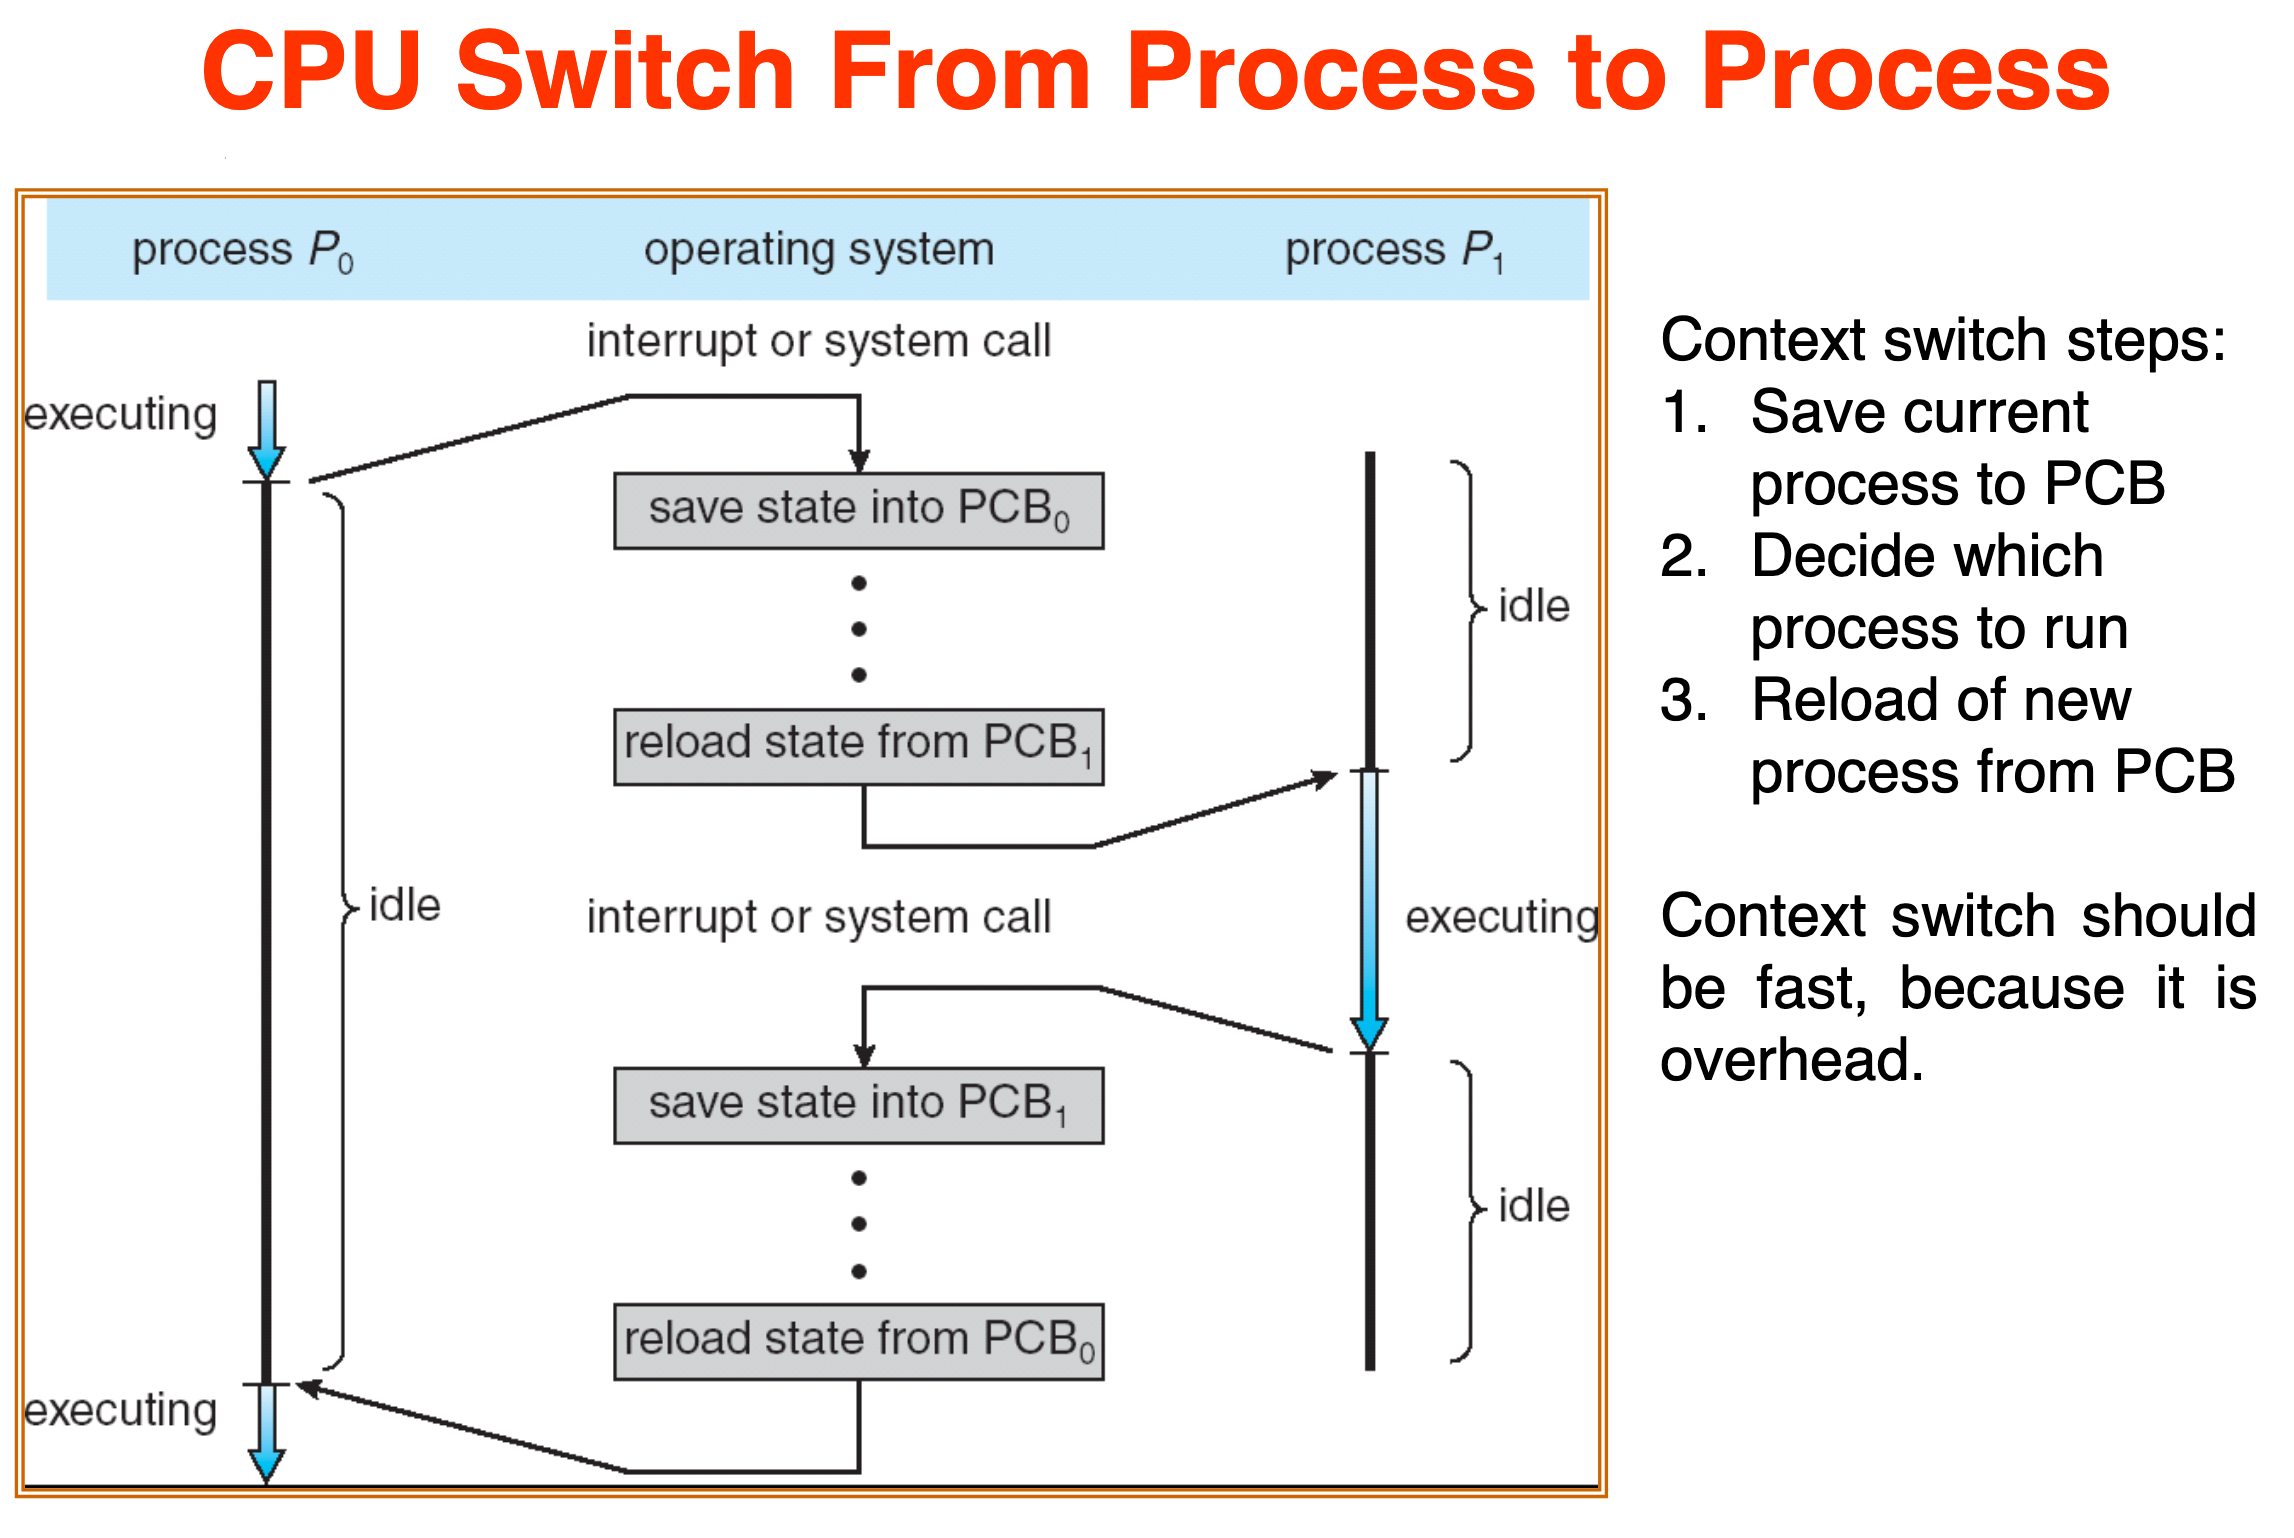 CPU Switch From Process to Process
process P₀ operating system process P₁
interrupt or system call
executing
save state into PCB₀
idle
reload state from PCB₁
idle
interrupt or system call
executing
save state into PCB₁
idle
reload state from PCB₀
executing
Context switch steps:
1. Save current
process to PCB
2. Decide which
process to run
3. Reload of new
process from PCB
Context switch should
be fast, because it is
overhead.